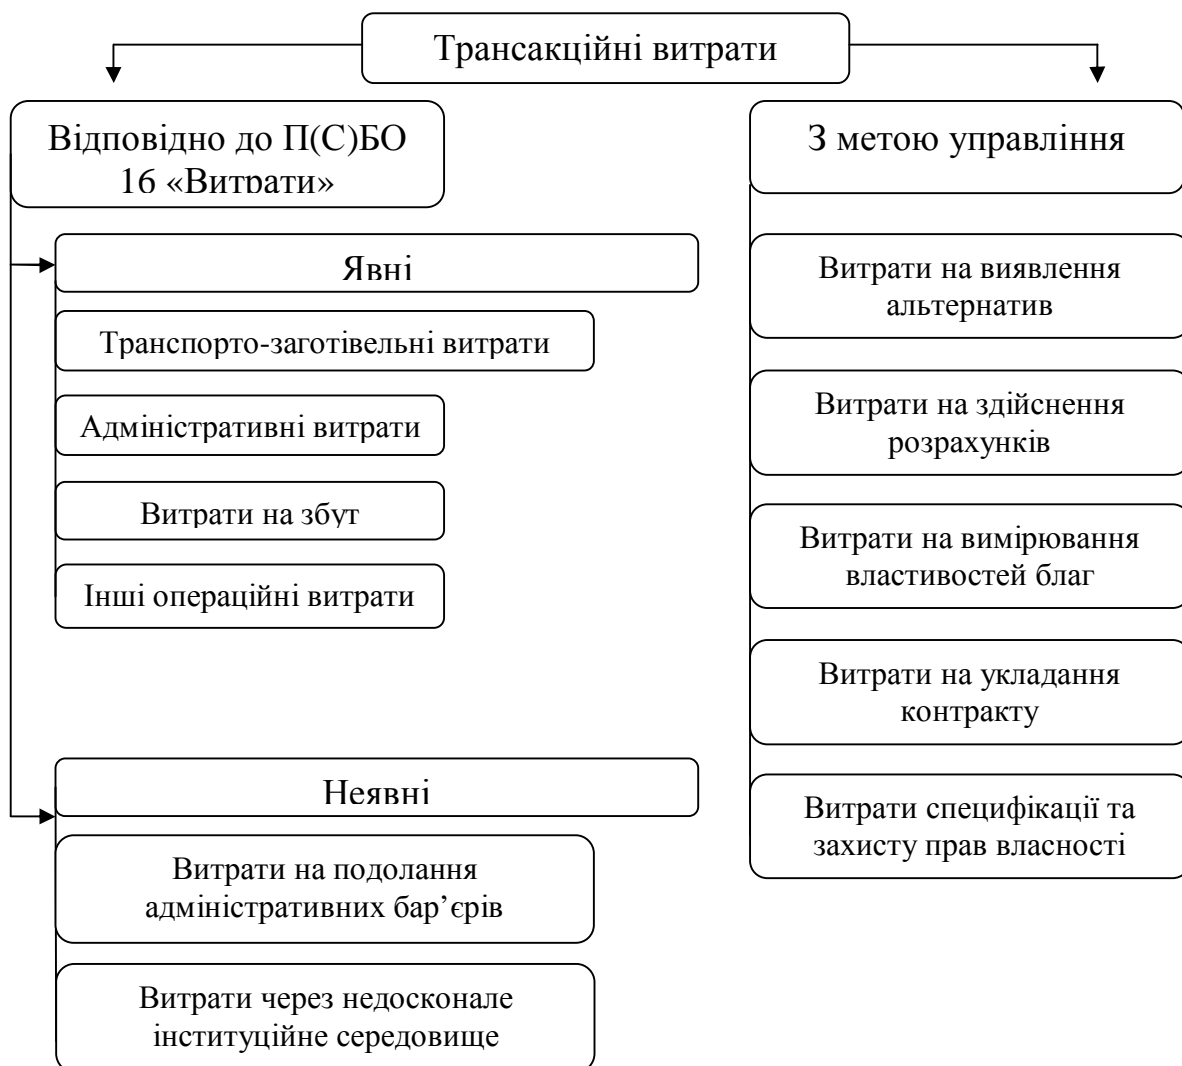 Трансакційні витрати
Відповідно до П(С)БО
16 «Витрати»
Явні
Транспорто-заготівельні витрати
Адміністративні витрати
Витрати на збут
Інші операційні витрати
Неявні
Витрати на подолання
адміністративних бар’єрів
Витрати через недосконале
інституційне середовище
З метою управління
Витрати на виявлення
альтернатив
Витрати на здійснення
розрахунків
Витрати на вимірювання
властивостей благ
Витрати на укладання
контракту
Витрати специфікації та
захисту прав власності